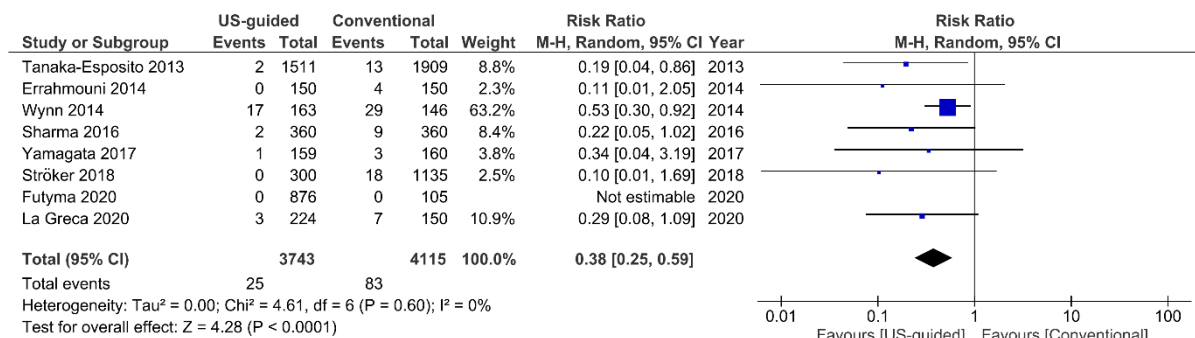 US-guided Conventional Risk Ratio Risk Ratio
Study or Subgroup Events Total Events Total Weight M-H, Random, 95% CI Year M-H, Random, 95% CI
Tanaka-Esposito 2013 2 1511 13 1909 8.8% 0.19 [0.04, 0.86] 2013
Errahmouni 2014 0 150 4 150 2.3% 0.11 [0.01, 2.05] 2014
Wynn 2014 17 163 29 146 63.2% 0.53 [0.30, 0.92] 2014
Sharma 2016 2 360 9 360 8.4% 0.22 [0.05, 1.02] 2016
Yamagata 2017 1 159 3 160 3.8% 0.34 [0.04, 3.19] 2017
Ströker 2018 0 300 18 1135 2.5% 0.10 [0.01, 1.69] 2018
Futyma 2020 0 876 0 105 Not estimable 2020
La Greca 2020 3 224 7 150 10.9% 0.29 [0.08, 1.09] 2020
Total (95% CI) 3743 4115 100.0% 0.38 [0.25, 0.59]
Total events 25 83
Heterogeneity: Tau² = 0.00; Chi² = 4.61, df = 6 (P = 0.60); I² = 0%
Test for overall effect: Z = 4.28 (P < 0.0001)
0.01 0.1 1 10 100
Favours [US-guided] Favours [Conventional]